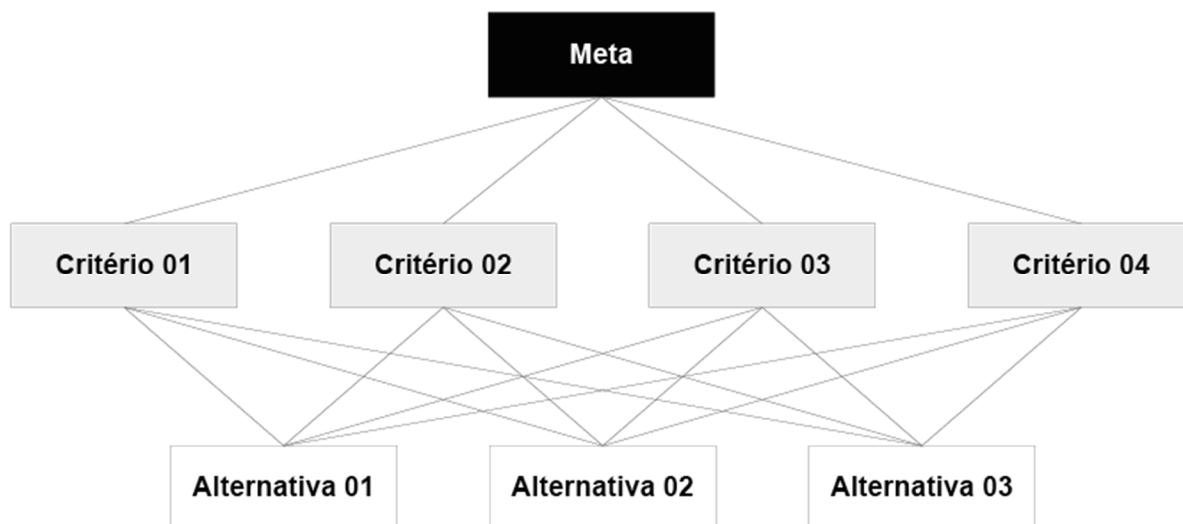 Meta
Critério 01
Critério 02
Critério 03
Critério 04
Alternativa 01
Alternativa 02
Alternativa 03